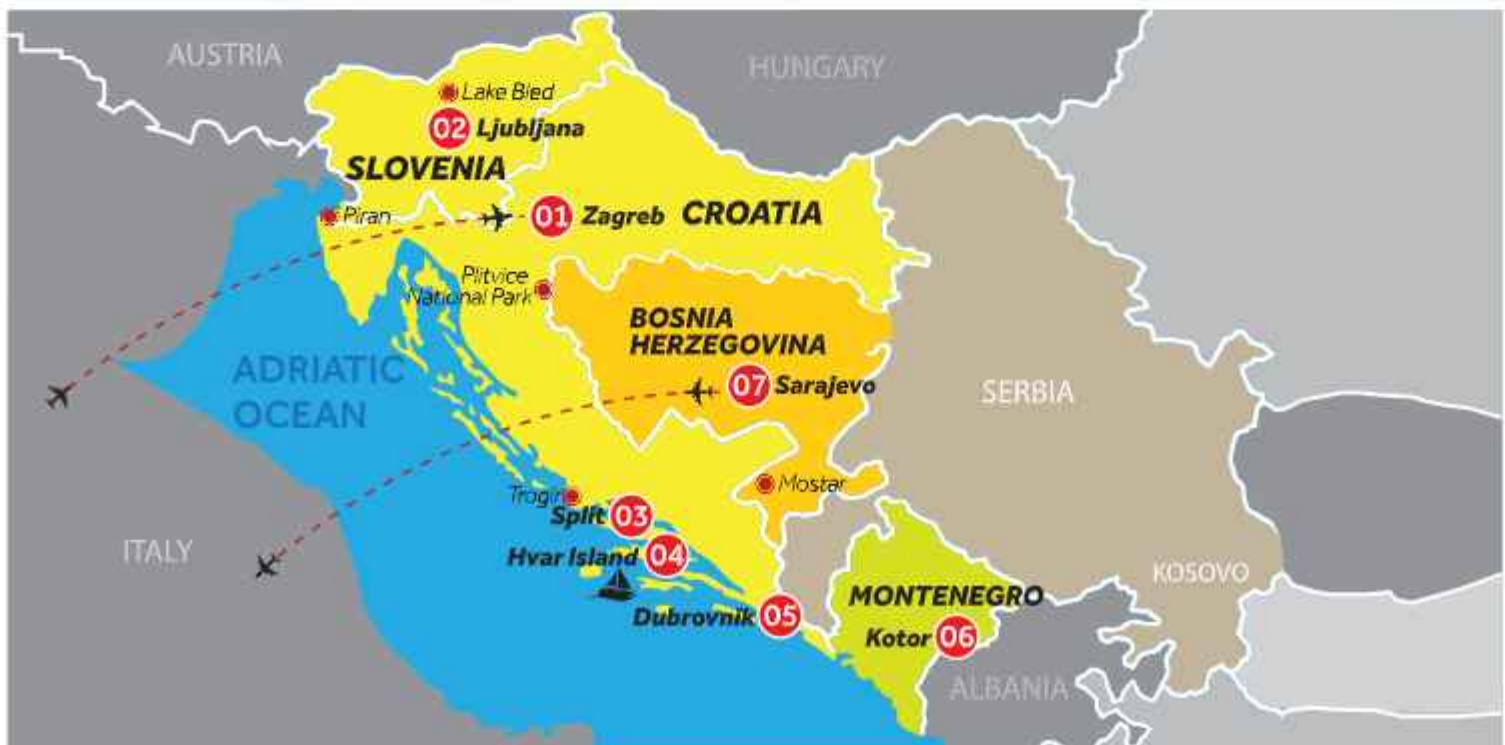 AUSTRIA
HUNGARY
Lake Bied
02 Ljubljana
SLOVENIA
Piran
01 Zagreb CROATIA
Plitvice
National Park
BOSNIA
HERZEGOVINA
ADRIATIC
OCEAN
07 Sarajevo
SERBIA
Mostar
Trogir
Split 03
ITALY
Hvar Island 04
KOSOVO
MONTENEGRO
Dubrovnik 05
Kotor 06
ALBANIA